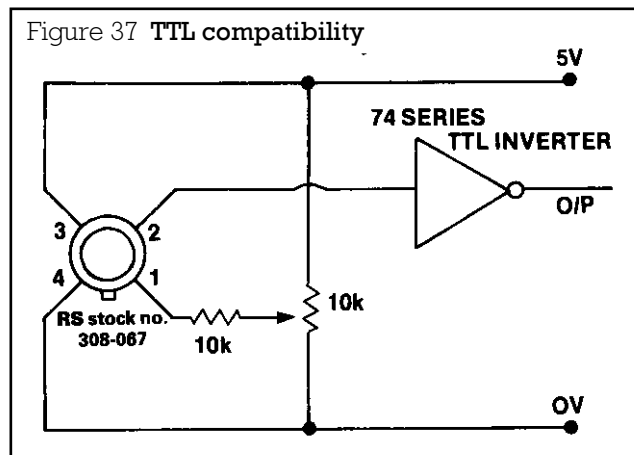 Figure 37 TTL compatibility
5V
74 SERIES
TTL INVERTER
O/P
3
2
4
1
RS stock no.
308-067
10k
10k
OV